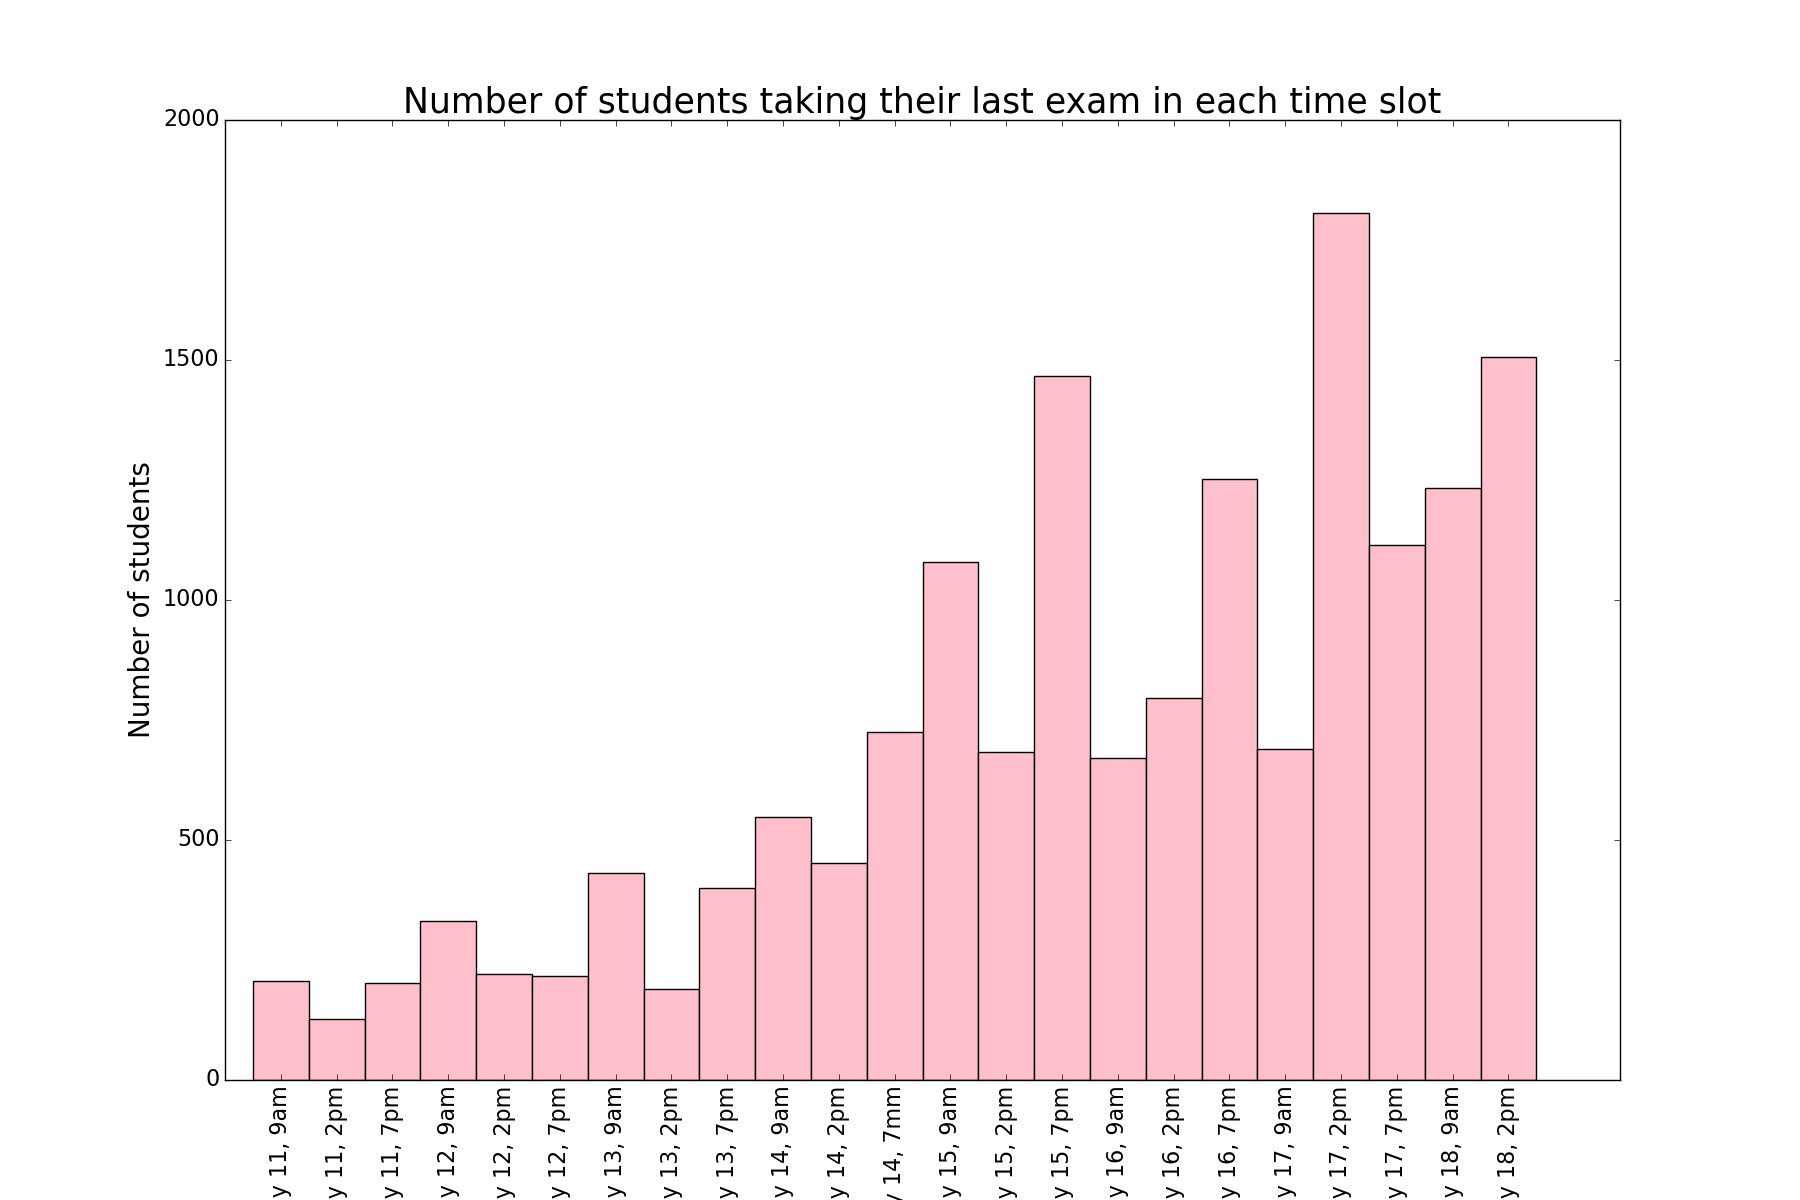 Number of students taking their last exam in each time slot
Number of students
2000
1500
1000
500
0
y 11, 9am
y 11, 2pm
y 11, 7pm
y 12, 9am
y 12, 2pm
y 12, 7pm
y 13, 9am
y 13, 2pm
y 13, 7pm
y 14, 9am
y 14, 2pm
y 14, 7mm
y 15, 9am
y 15, 2pm
y 15, 7pm
y 16, 9am
y 16, 2pm
y 16, 7pm
y 17, 9am
y 17, 2pm
y 17, 7pm
y 18, 9am
y 18, 2pm